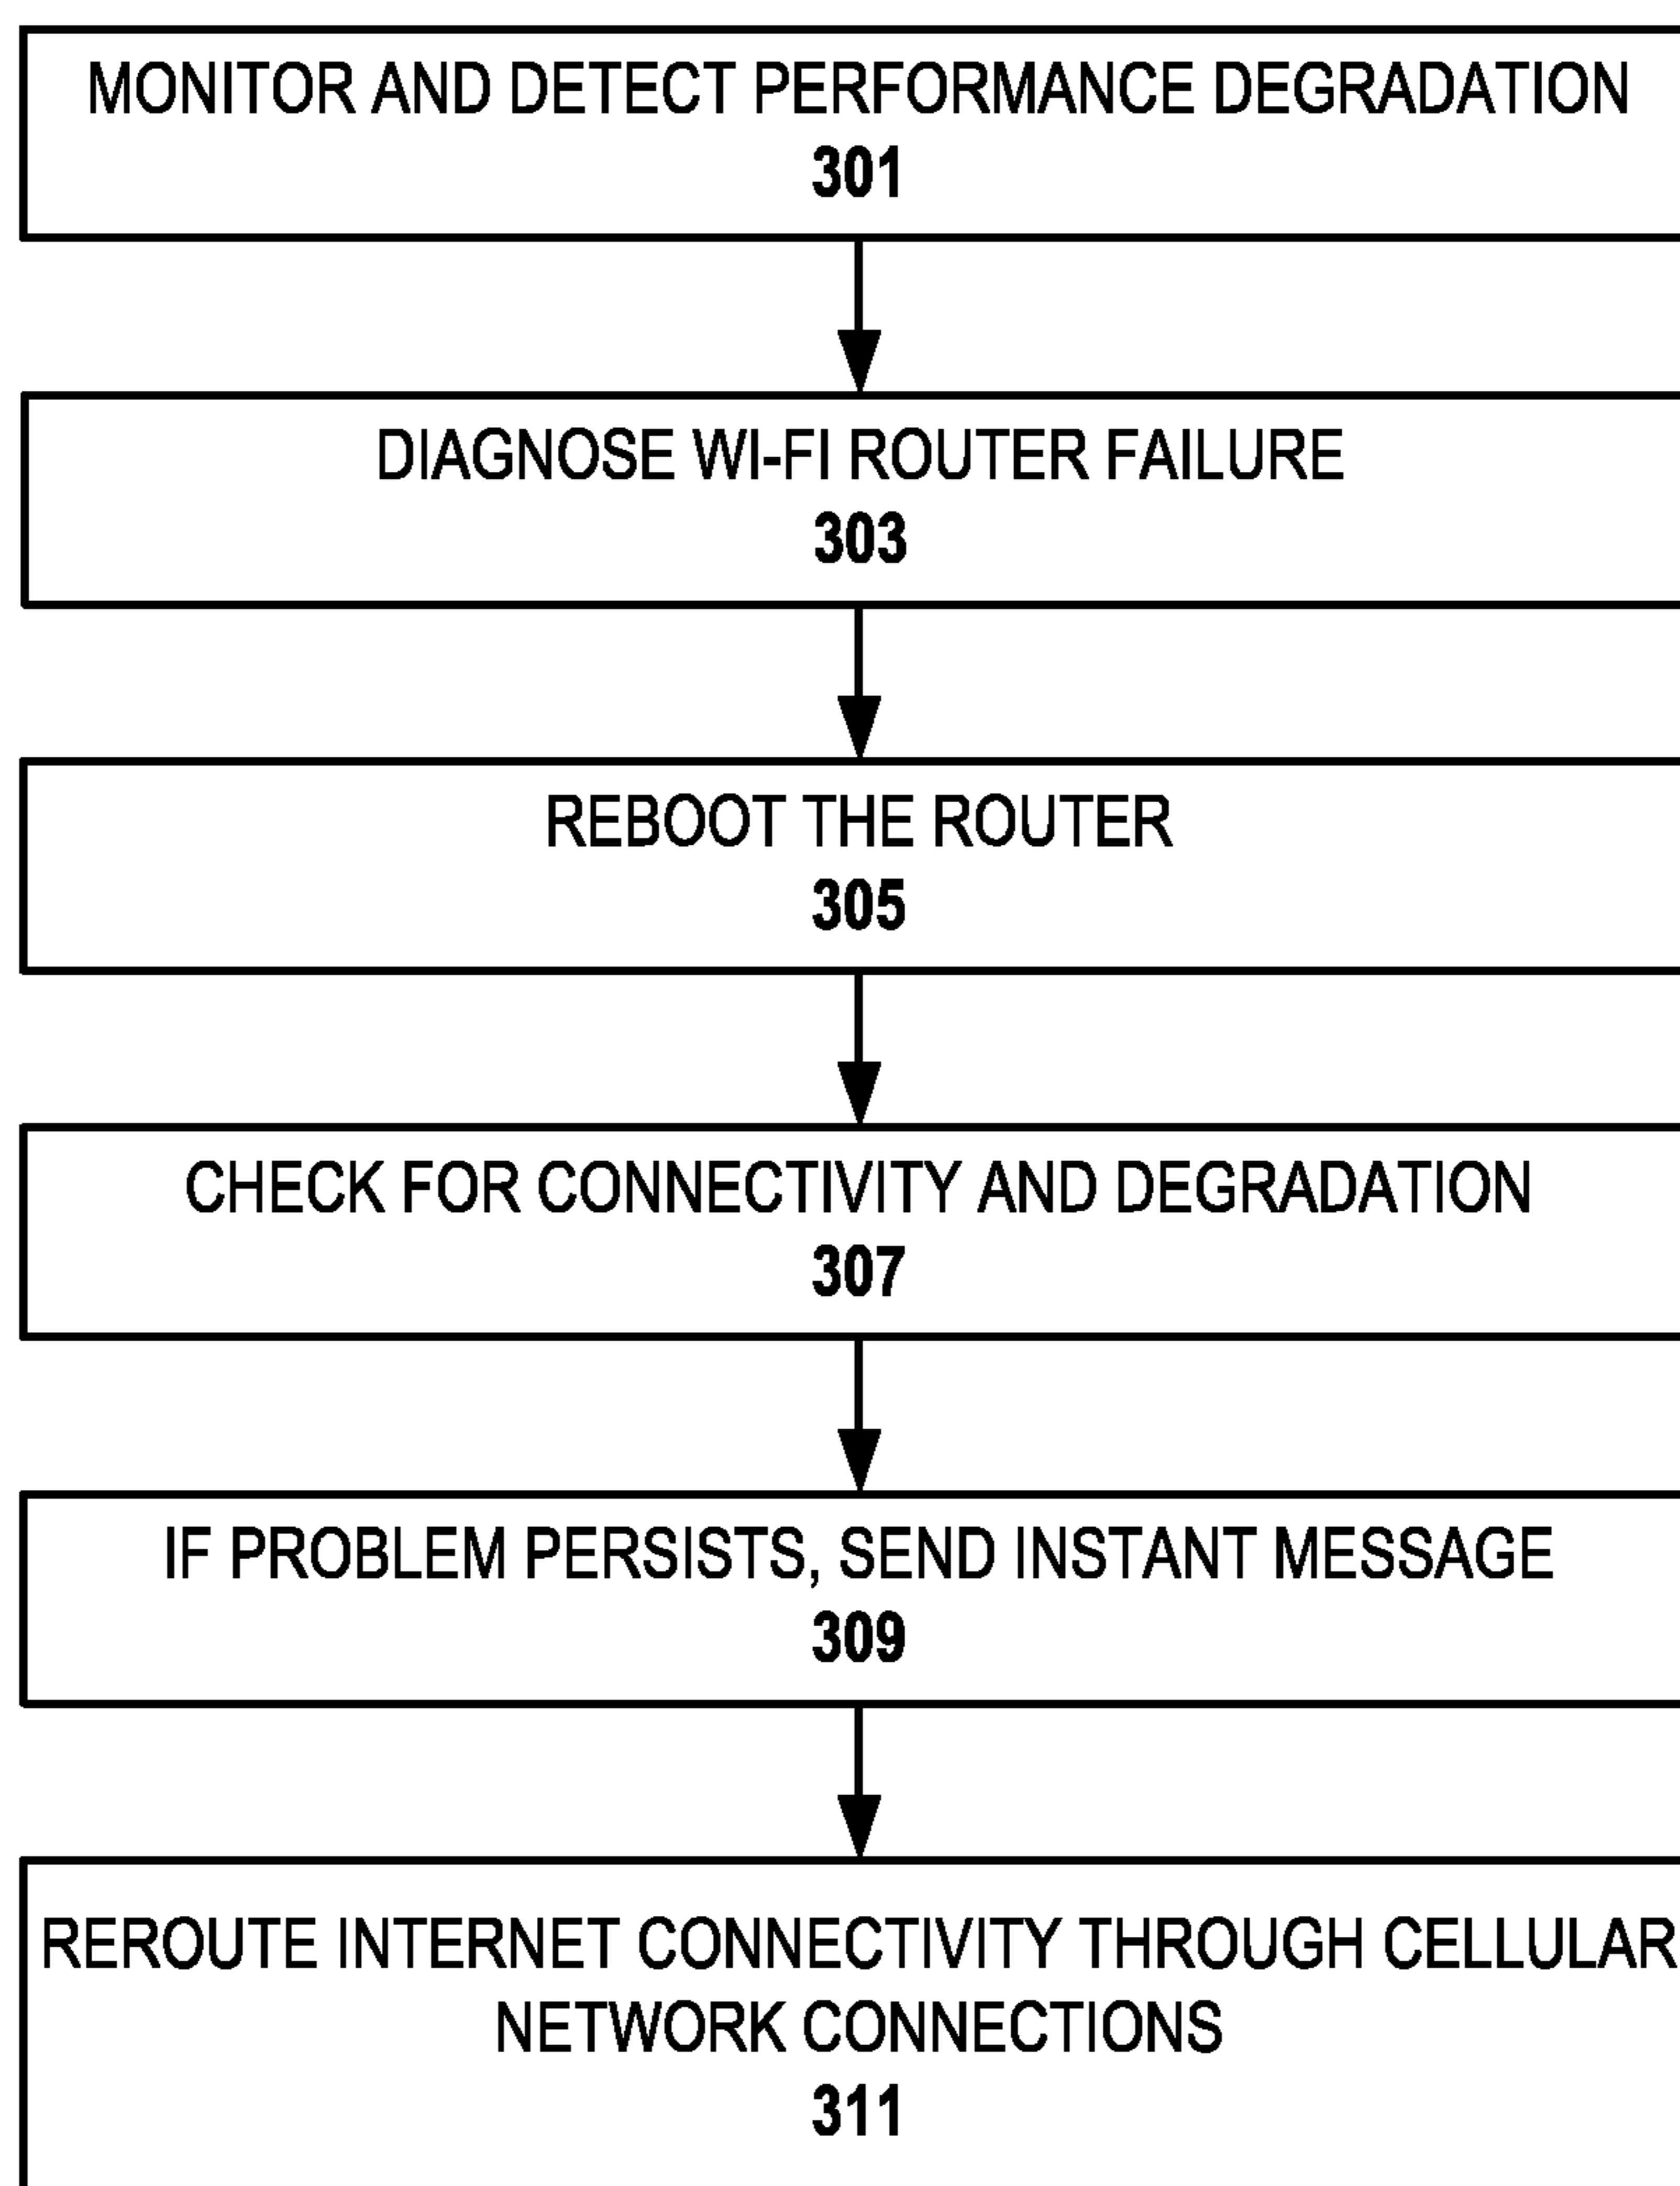 MONITOR AND DETECT PERFORMANCE DEGRADATION
301
DIAGNOSE WI-FI ROUTER FAILURE
303
REBOOT THE ROUTER
305
CHECK FOR CONNECTIVITY AND DEGRADATION
307
IF PROBLEM PERSISTS, SEND INSTANT MESSAGE
309
REROUTE INTERNET CONNECTIVITY THROUGH CELLULAR
NETWORK CONNECTIONS
311